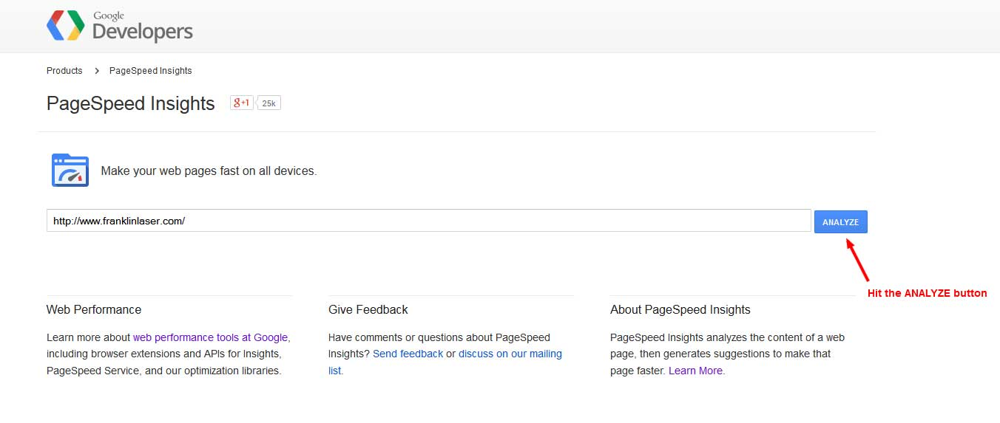 Google
Developers
Products > PageSpeed Insights
PageSpeed Insights
g+1 25k
Make your web pages fast on all devices.
http://www.franklinlaser.com/
ANALYZE
Hit the ANALYZE button
Web Performance
Learn more about web performance tools at Google,
including browser extensions and APIs for Insights,
PageSpeed Service, and our optimization libraries.
Give Feedback
Have comments or questions about PageSpeed
Insights? Send feedback or discuss on our mailing
list.
About PageSpeed Insights
PageSpeed Insights analyzes the content of a web
page, then generates suggestions to make that
page faster. Learn More.